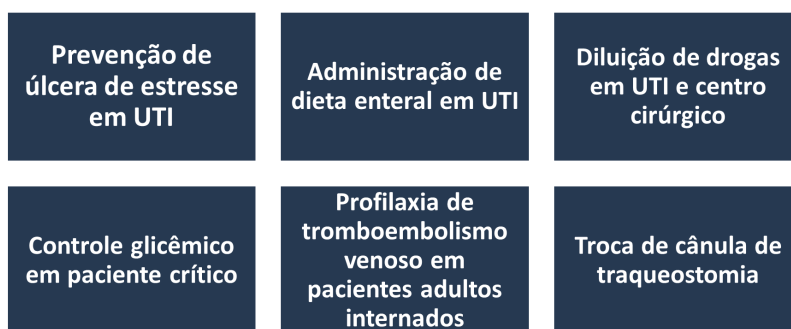 Prevenção de
úlcera de estresse
em UTI
Administração de
dieta enteral em UTI
Diluição de drogas
em UTI e centro
cirúrgico
Controle glicêmico
em paciente crítico
Profilaxia de
tromboembolismo
venoso em
pacientes adultos
internados
Troca de cânula de
traqueostomia